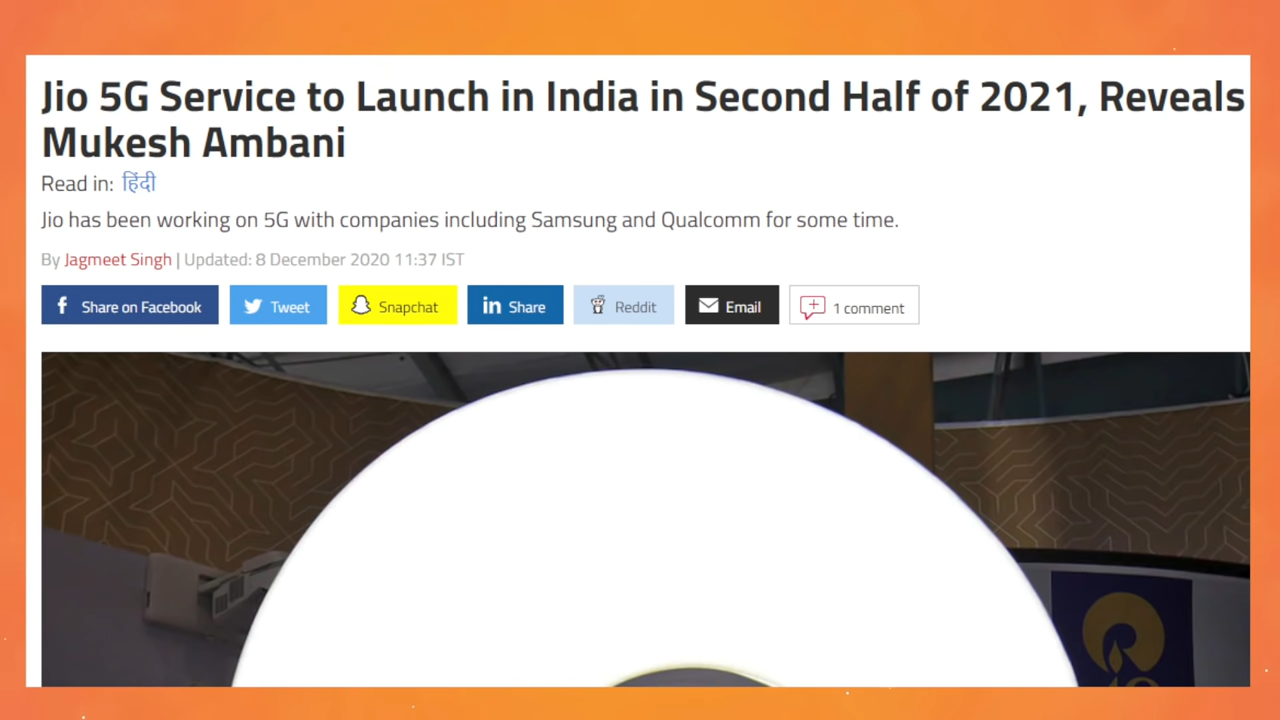 Jio 5G Service to Launch in India in Second Half of 2021, Reveals
Mukesh Ambani
Read in: हिंदी
Jio has been working on 5G with companies including Samsung and Qualcomm for some time.
By Jagmeet Singh | Updated: 8 December 2020 11:37 IST
Share on Facebook Tweet Snapchat Share Reddit Email 1 comment